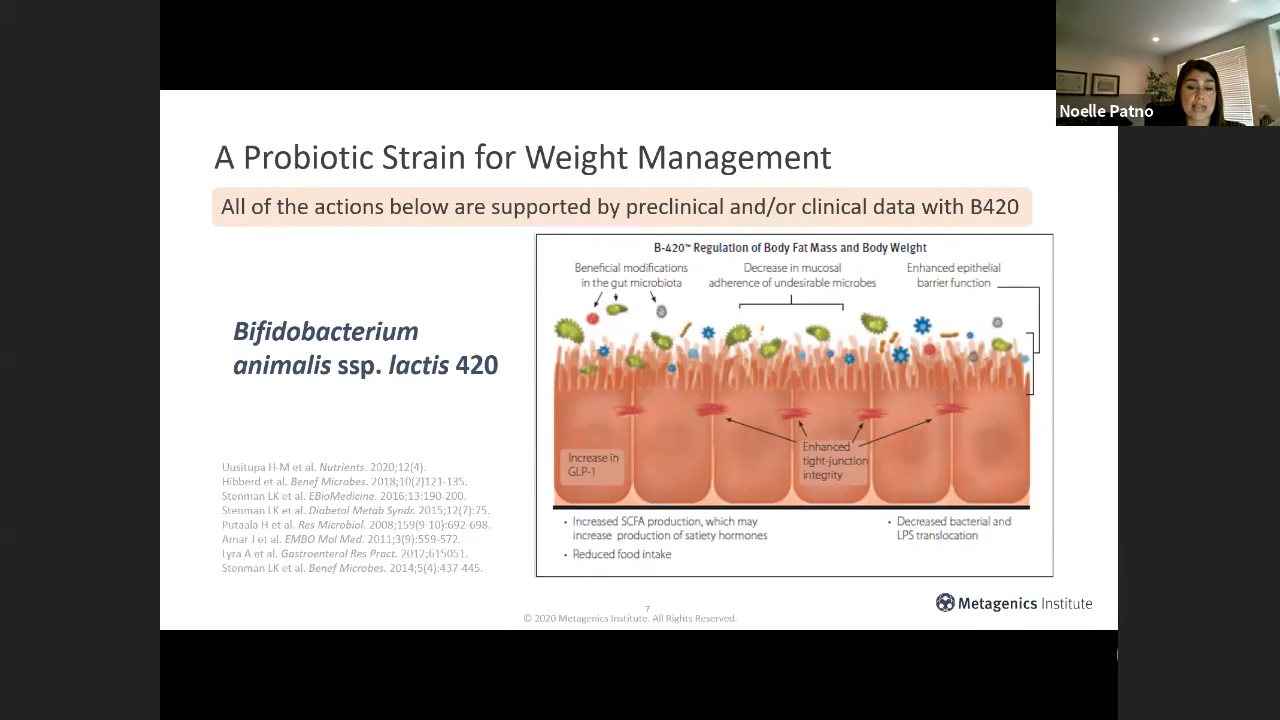 Noelle Patno
A Probiotic Strain for Weight Management
All of the actions below are supported by preclinical and/or clinical data with B420
Bifidobacterium
animalis ssp. lactis 420
B-420™ Regulation of Body Fat Mass and Body Weight
Beneficial modifications
in the gut microbiota
Decrease in mucosal
adherence of undesirable microbes
Enhanced epithelial
barrier function
Increase in
GLP-1
Enhanced
tight-junction
integrity
• Increased SCFA production, which may
increase production of satiety hormones
• Reduced food intake
• Decreased bacterial and
LPS translocation
Uusitupa H-M et al. Nutrients. 2020;12(4).
Hibberd et al. Benef Microbes. 2018;10(2)121-135.
Stenman LK et al. EBioMedicine. 2016;13:190-200.
Stenman LK et al. Diabetol Metab Syndr. 2015;12(7):75.
Putaala H et al. Res Microbiol. 2008;159(9-10):692-698.
Amar J et al. EMBO Mol Med. 2011;3(9):559-572.
Lyra A et al. Gastroenterol Res Pract. 2012;615051.
Stenman LK et al. Benef Microbes. 2014;5(4):437-445.
7
© 2020 Metagenics Institute. All Rights Reserved.
Metagenics Institute